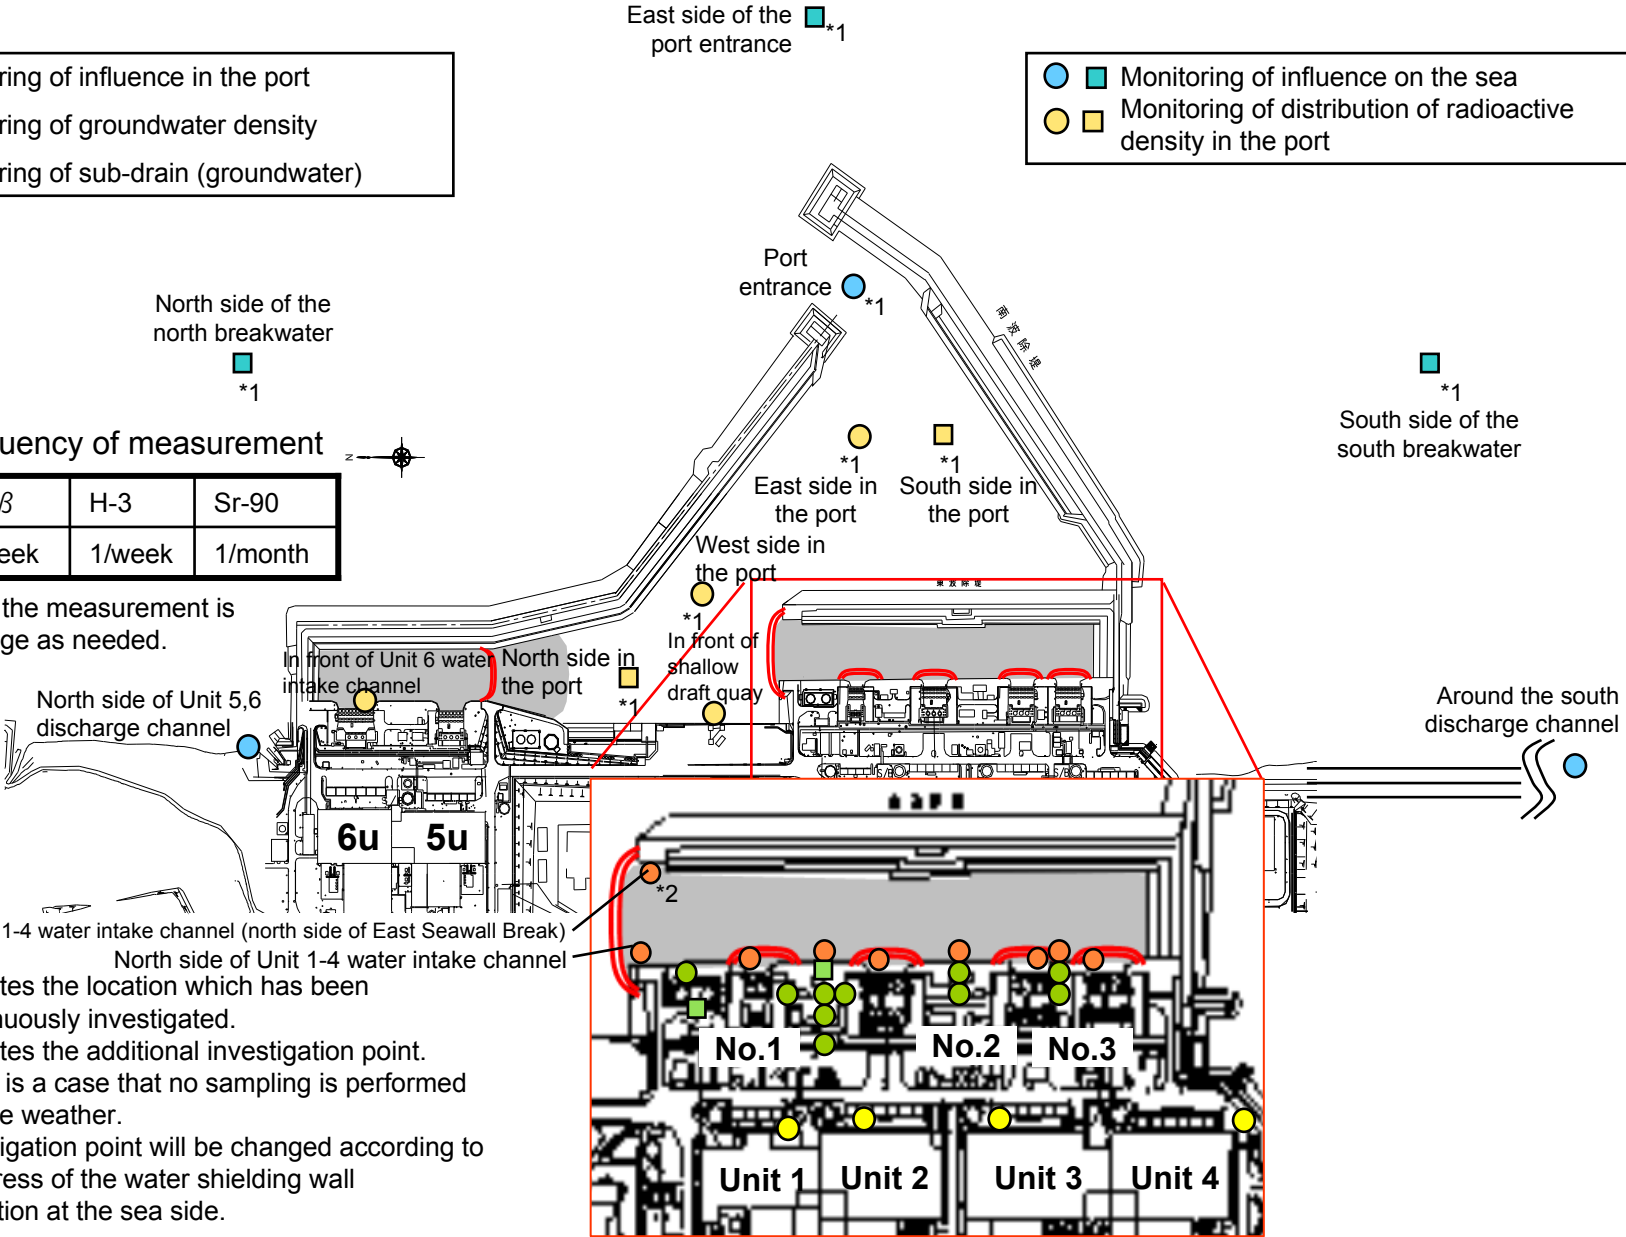 East side of the
port entrance
*1
ring of influence in the port
ring of groundwater density
ring of sub-drain (groundwater)
Monitoring of influence on the sea
Monitoring of distribution of radioactive
density in the port
Port
entrance
*1
南波除堤
North side of the
north breakwater
*1
*1
South side of the
south breakwater
uency of measurement
N
β H-3 Sr-90
eek 1/week 1/month
*1
East side in
the port
*1
South side in
the port
West side in
the port
*1
東波除堤
the measurement is
ge as needed.
In front of Unit 6 water
intake channel
North side in
the port
*1
In front of
shallow
draft quay
North side of Unit 5,6
discharge channel
Around the south
discharge channel
S/B
S/B
6u
5u
*2
1-4 water intake channel (north side of East Seawall Break)
North side of Unit 1-4 water intake channel
tes the location which has been
nuously investigated.
tes the additional investigation point.
is a case that no sampling is performed
e weather.
igation point will be changed according to
ress of the water shielding wall
tion at the sea side.
No.1
No.2
No.3
Unit 1
Unit 2
Unit 3
Unit 4